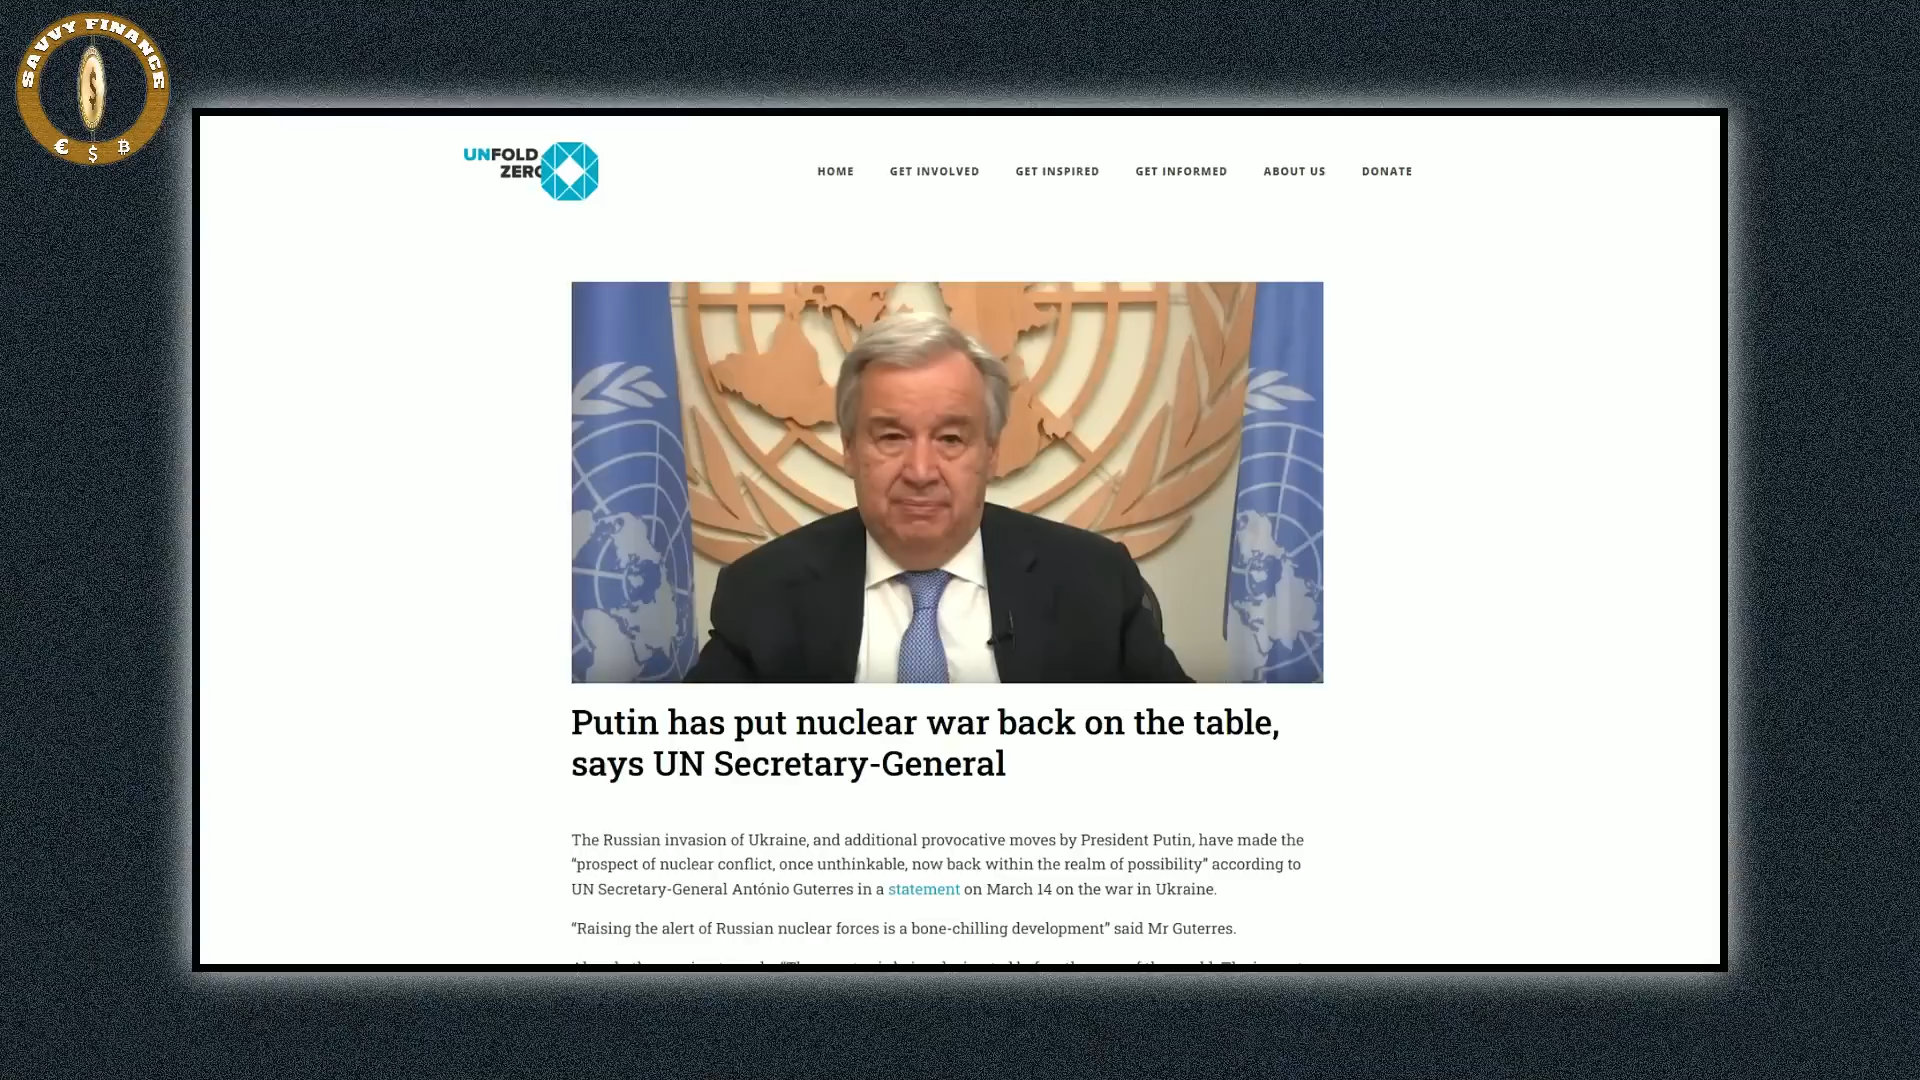 SAVVY FINANCE
$
€ $ ₿
UNFOLD
ZERO
HOME GET INVOLVED GET INSPIRED GET INFORMED ABOUT US DONATE
Putin has put nuclear war back on the table,
says UN Secretary-General
The Russian invasion of Ukraine, and additional provocative moves by President Putin, have made the
“prospect of nuclear conflict, once unthinkable, now back within the realm of possibility” according to
UN Secretary-General António Guterres in a statement on March 14 on the war in Ukraine.
“Raising the alert of Russian nuclear forces is a bone-chilling development” said Mr Guterres.